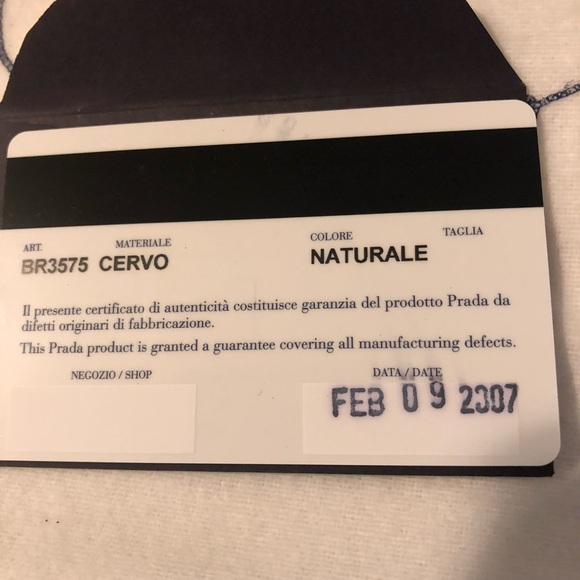 ART. MATERIALE COLORE TAGLIA
BR3575 CERVO NATURALE
Il presente certificato di autenticità costituisce garanzia del prodotto Prada da
difetti originari di fabbricazione.
This Prada product is granted a guarantee covering all manufacturing defects.
NEGOZIO / SHOP DATA / DATE
FEB 09 2007